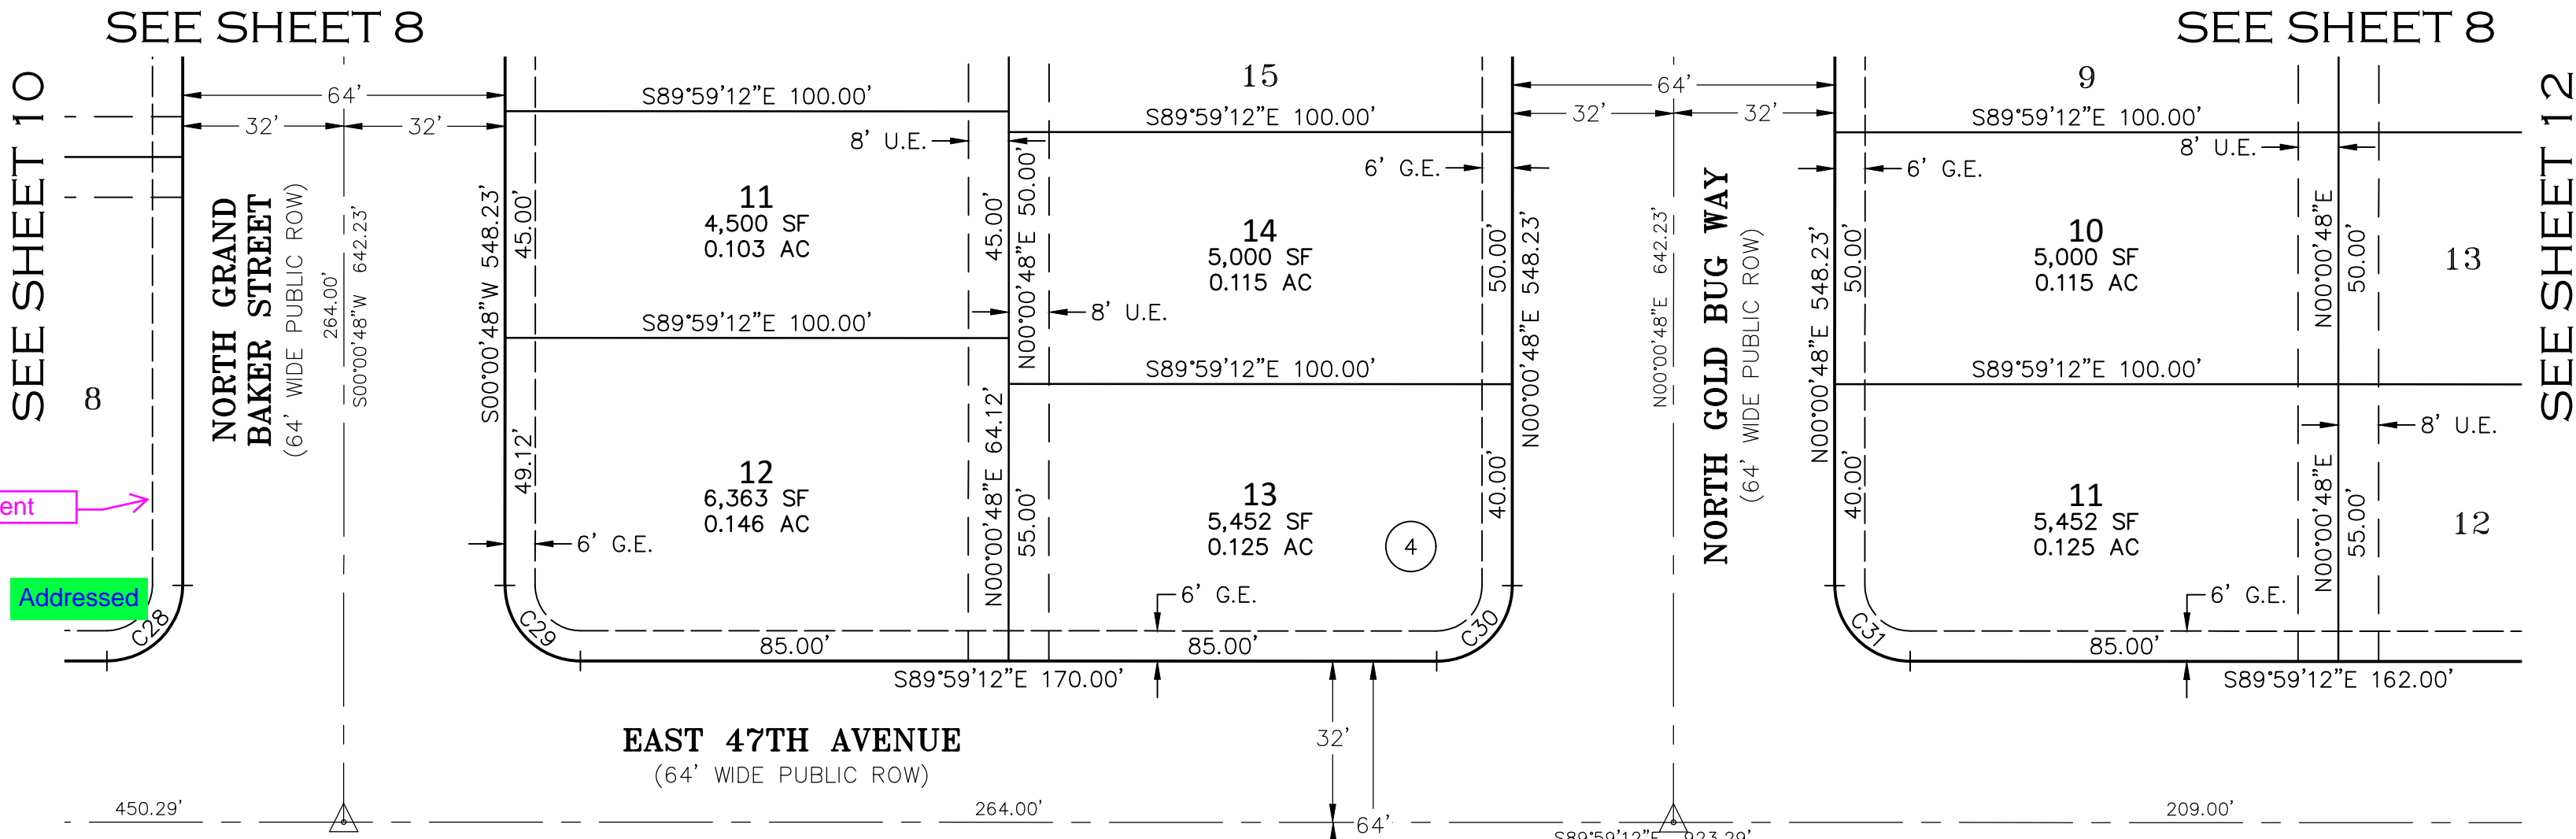 SEE SHEET 8
SEE SHEET 8
SEE SHEET 10
SEE SHEET 12
64'
32'
32'
NORTH GRAND
BAKER STREET
(64' WIDE PUBLIC ROW)
264.00'
S00°00'48"W 642.23'
8
ent
Addressed
C28
S00°00'48"W 548.23'
S89°59'12"E 100.00'
45.00'
11
4,500 SF
0.103 AC
8' U.E.
45.00'
N00°00'48"E 50.00'
S89°59'12"E 100.00'
49.12'
12
6,363 SF
0.146 AC
6' G.E.
N00°00'48"E 64.12'
55.00'
C29
85.00'
15
S89°59'12"E 100.00'
6' G.E.
14
5,000 SF
0.115 AC
50.00'
8' U.E.
S89°59'12"E 100.00'
N00°00'48"E 548.23'
13
5,452 SF
0.125 AC
4
40.00'
6' G.E.
C30
85.00'
S89°59'12"E 170.00'
64'
32'
32'
N00°00'48"E 642.23'
NORTH GOLD BUG WAY
(64' WIDE PUBLIC ROW)
N00°00'48"E 548.23'
9
S89°59'12"E 100.00'
8' U.E.
6' G.E.
50.00'
10
5,000 SF
0.115 AC
N00°00'48"E
50.00'
13
S89°59'12"E 100.00'
40.00'
11
5,452 SF
0.125 AC
8' U.E.
N00°00'48"E
55.00'
12
6' G.E.
C31
85.00'
S89°59'12"E 162.00'
EAST 47TH AVENUE
(64' WIDE PUBLIC ROW)
32'
450.29'
264.00'
64'
209.00'
S89°59'12"E 923.29'